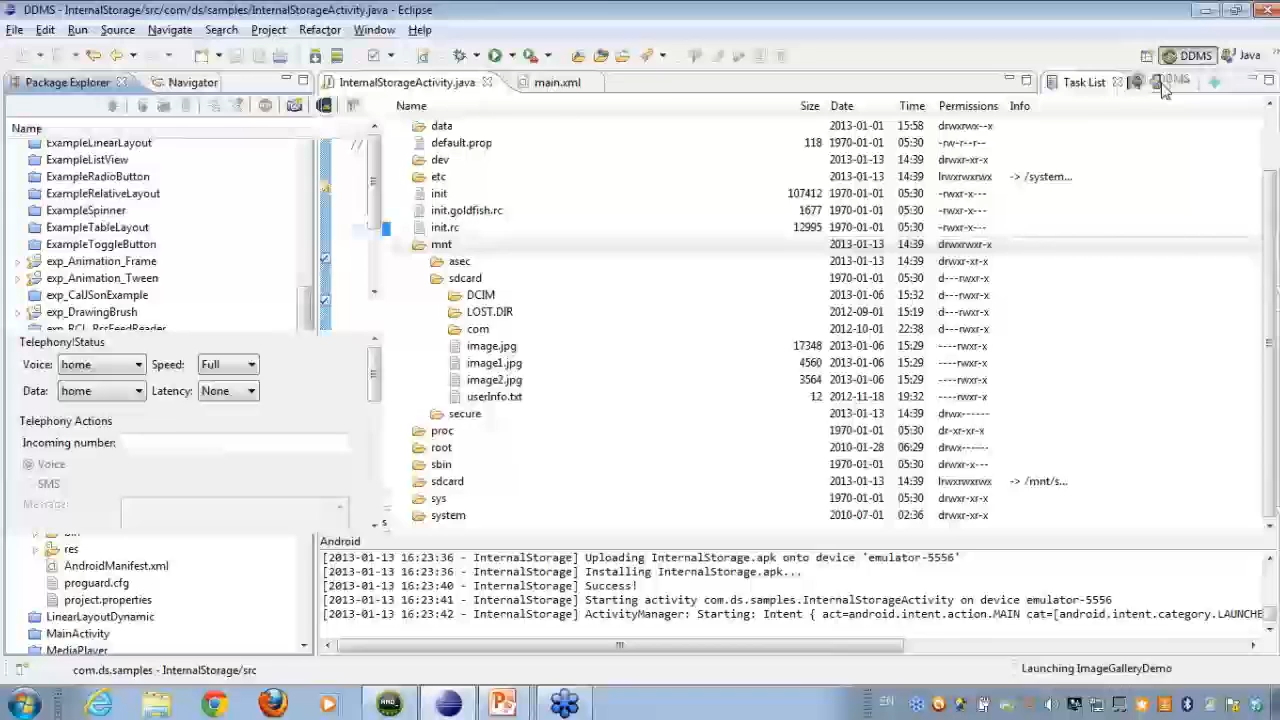 DDMS - InternalStorage/src/com/ds/samples/InternalStorageActivity.java - Eclipse
File Edit Run Source Navigate Search Project Refactor Window Help
DDMS Java
Package Explorer Navigator InternalStorageActivity.java main.xml Task List DDMS
Name Name Size Date Time Permissions Info
data 2013-01-01 15:58 drwxrwx--x
ExampleLinearLayout // default.prop 118 1970-01-01 05:30 -rw-r--r--
ExampleListView dev 2013-01-13 14:39 drwxr-xr-x
ExampleRadioButton etc 2013-01-13 14:39 lrwxrwxrwx -> /system...
ExampleRelativeLayout init 107412 1970-01-01 05:30 -rwxr-x---
ExampleSpinner init.goldfish.rc 1677 1970-01-01 05:30 -rwxr-x---
ExampleTableLayout init.rc 12995 1970-01-01 05:30 -rwxr-x---
ExampleToggleButton mnt 2013-01-13 14:39 drwxrwxr-x
exp_Animation_Frame asec 2013-01-13 14:39 drwxr-xr-x
exp_Animation_Tween sdcard 1970-01-01 05:30 d---rwxr-x
exp_CalJSonExample DCIM 2013-01-06 15:32 d---rwxr-x
exp_DrawingBrush LOST.DIR 2012-09-01 15:19 d---rwxr-x
exp_RCI_RssFeedReader com 2012-10-01 22:38 d---rwxr-x
Telephony Status image.jpg 17348 2013-01-06 15:29 ----rwxr-x
Voice: home Speed: Full image1.jpg 4560 2013-01-06 15:29 ----rwxr-x
image2.jpg 3564 2013-01-06 15:29 ----rwxr-x
Data: home Latency: None userInfo.txt 12 2012-11-18 19:32 ----rwxr-x
Telephony Actions secure 2013-01-13 14:39 drwx------
proc 1970-01-01 05:30 dr-xr-xr-x
Incoming number: root 2010-01-28 06:29 drwx------
Voice sbin 1970-01-01 05:30 drwxr-x---
SMS sdcard 2013-01-13 14:39 lrwxrwxrwx -> /mnt/s...
Message: sys 1970-01-01 05:30 drwxr-xr-x
system 2010-07-01 02:36 drwxr-xr-x
s
bin Android
res [2013-01-13 16:23:36 - InternalStorage] Uploading InternalStorage.apk onto device 'emulator-5556'
AndroidManifest.xml [2013-01-13 16:23:36 - InternalStorage] Installing InternalStorage.apk...
proguard.cfg [2013-01-13 16:23:40 - InternalStorage] Success!
project.properties [2013-01-13 16:23:41 - InternalStorage] Starting activity com.ds.samples.InternalStorageActivity on device emulator-5556
LinearLayoutDynamic [2013-01-13 16:23:42 - InternalStorage] ActivityManager: Starting: Intent { act=android.intent.action.MAIN cat=[android.intent.category.LAUNCHE
MainActivity
MediaPlayer
com.ds.samples - InternalStorage/src Launching ImageGalleryDemo
EN